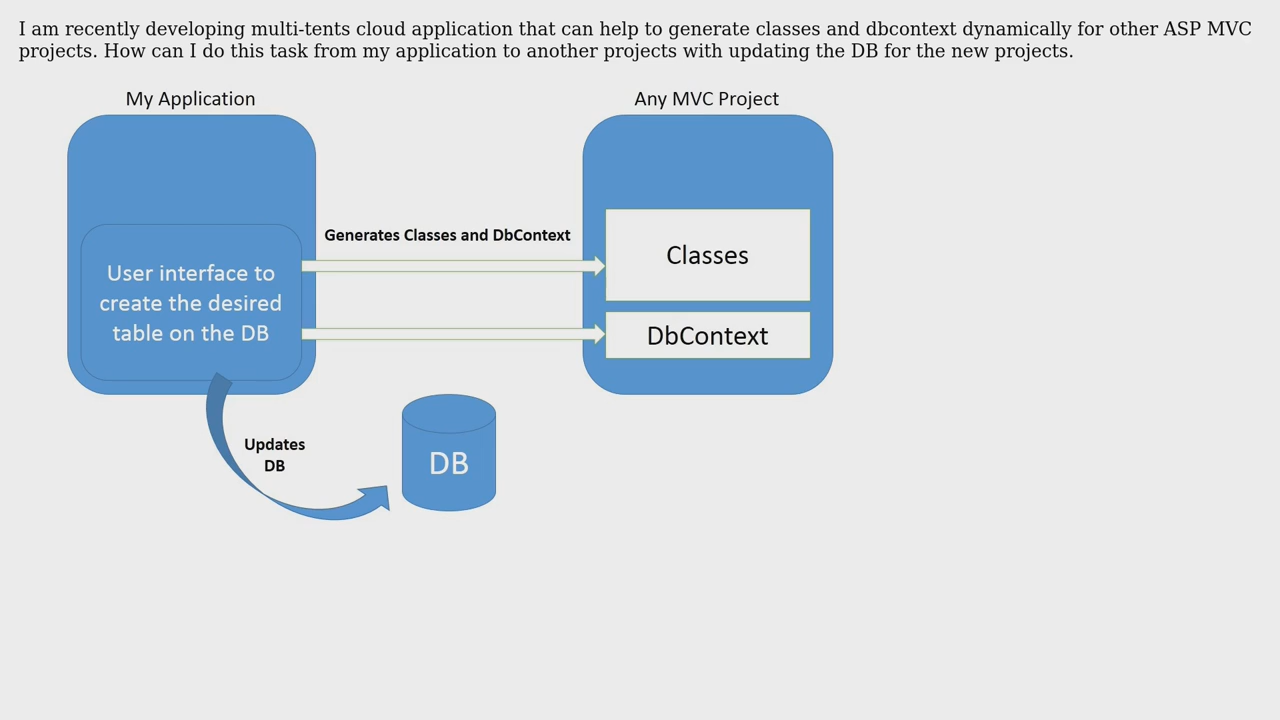 I am recently developing multi-tents cloud application that can help to generate classes and dbcontext dynamically for other ASP MVC
projects. How can I do this task from my application to another projects with updating the DB for the new projects.
My Application
Any MVC Project
Generates Classes and DbContext
Classes
User interface to
create the desired
table on the DB
DbContext
Updates
DB
DB